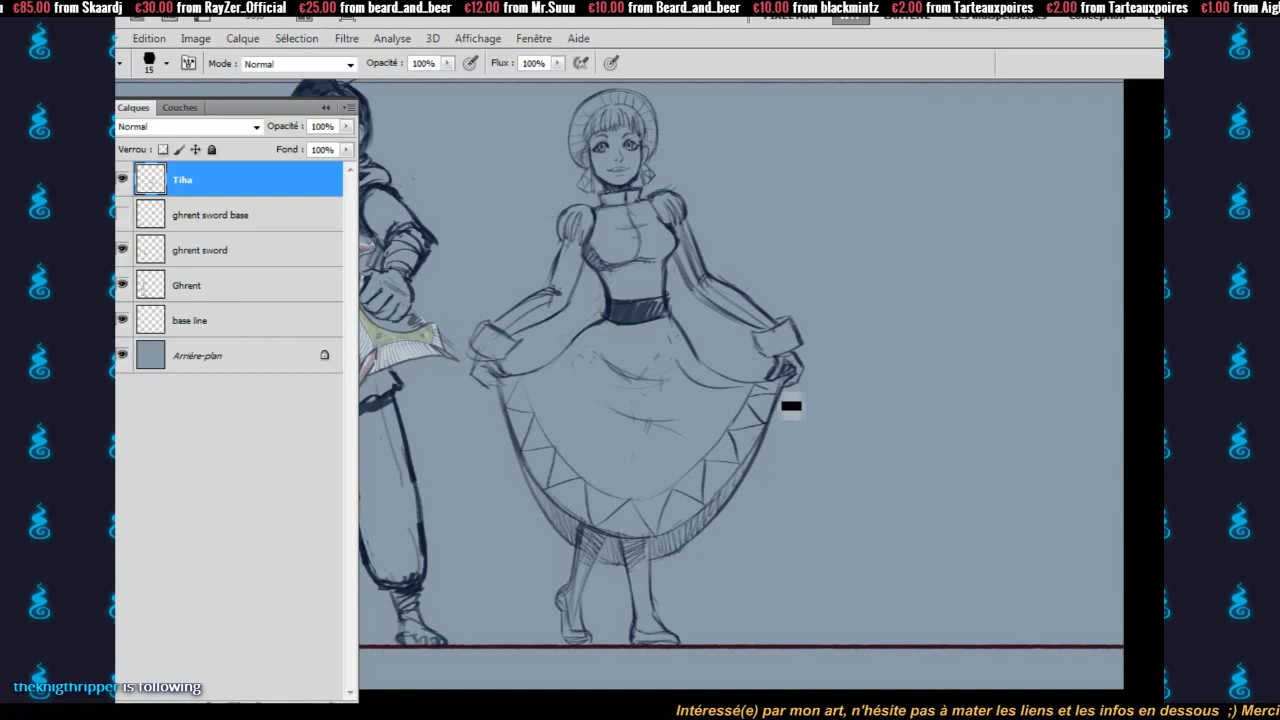 €85.00 from Skaardj €30.00 from RayZer_Official €25.00 from beard_and_beer €12.00 from Mr.Suuu €10.00 from Beard_and_beer €10.00 from blackmintz €2.00 from Tarteauxpoires €2.00 from Tarteauxpoires €1.00 from
Edition Image Calque Sélection Filtre Analyse 3D Affichage Fenêtre Aide
15 Mode : Normal Opacité : 100% Flux : 100%
Calques Couches
Normal Opacité : 100%
Verrou : Fond : 100%
Tiha
ghrent sword base
ghrent sword
Ghrent
base line
Arrière-plan
theknigthripper is following
Intéressé(e) par mon art, n'hésite pas à mater les liens et les infos en dessous ;) Merci